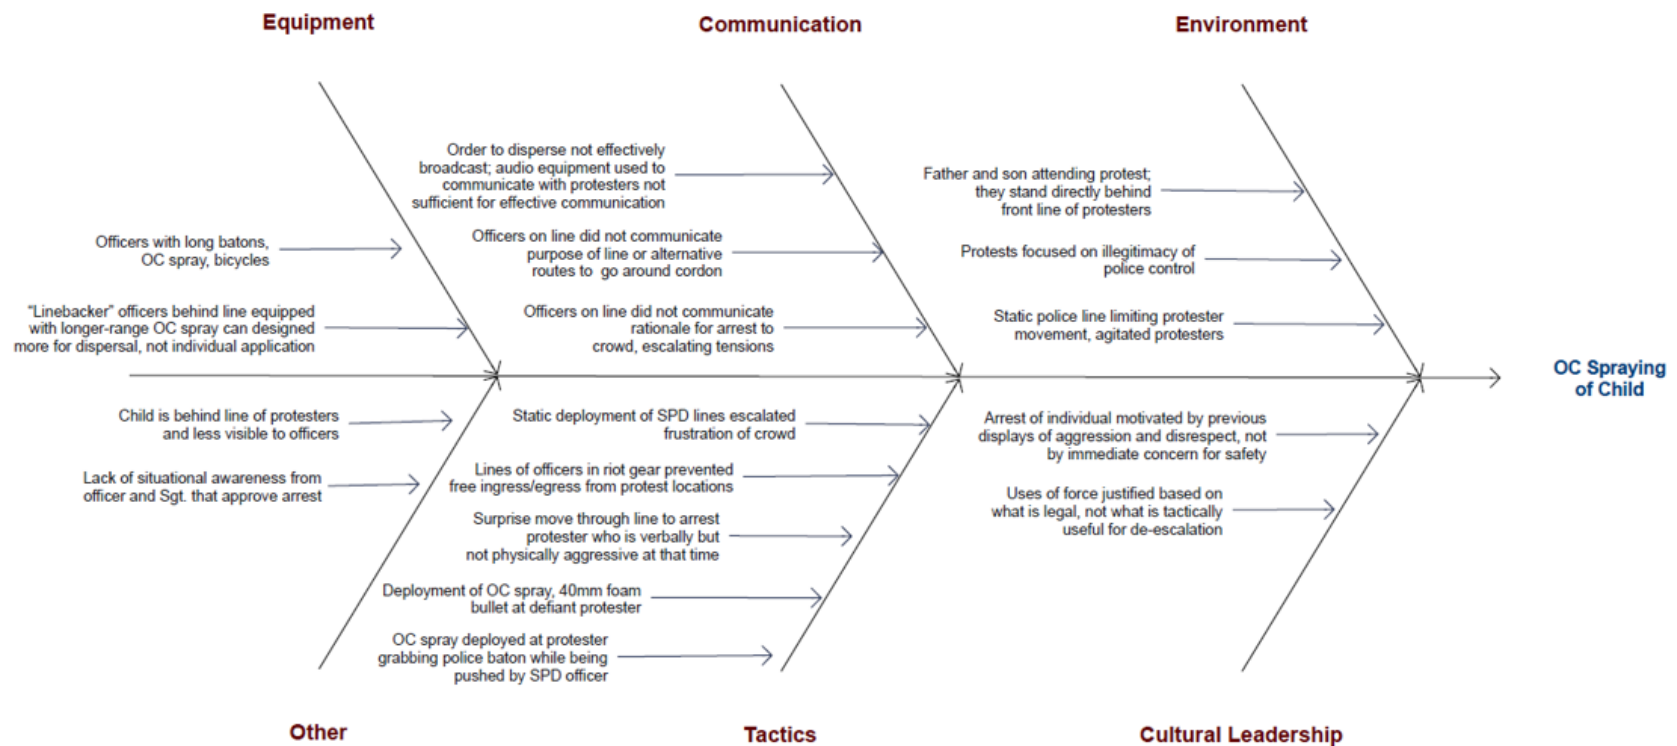 Equipment
Communication
Environment
Order to disperse not effectively
broadcast; audio equipment used to
communicate with protesters not
sufficient for effective communication
Father and son attending protest;
they stand directly behind
front line of protesters
Officers with long batons,
OC spray, bicycles
Officers on line did not communicate
purpose of line or alternative
routes to go around cordon
Protests focused on illegitimacy of
police control
“Linebacker” officers behind line equipped
with longer-range OC spray can designed
more for dispersal, not individual application
Officers on line did not communicate
rationale for arrest to
crowd, escalating tensions
Static police line limiting protester
movement, agitated protesters
OC Spraying
of Child
Child is behind line of protesters
and less visible to officers
Static deployment of SPD lines escalated
frustration of crowd
Arrest of individual motivated by previous
displays of aggression and disrespect, not
by immediate concern for safety
Lack of situational awareness from
officer and Sgt. that approve arrest
Lines of officers in riot gear prevented
free ingress/egress from protest locations
Uses of force justified based on
what is legal, not what is tactically
useful for de-escalation
Surprise move through line to arrest
protester who is verbally but
not physically aggressive at that time
Deployment of OC spray, 40mm foam
bullet at defiant protester
OC spray deployed at protester
grabbing police baton while being
pushed by SPD officer
Other
Tactics
Cultural Leadership